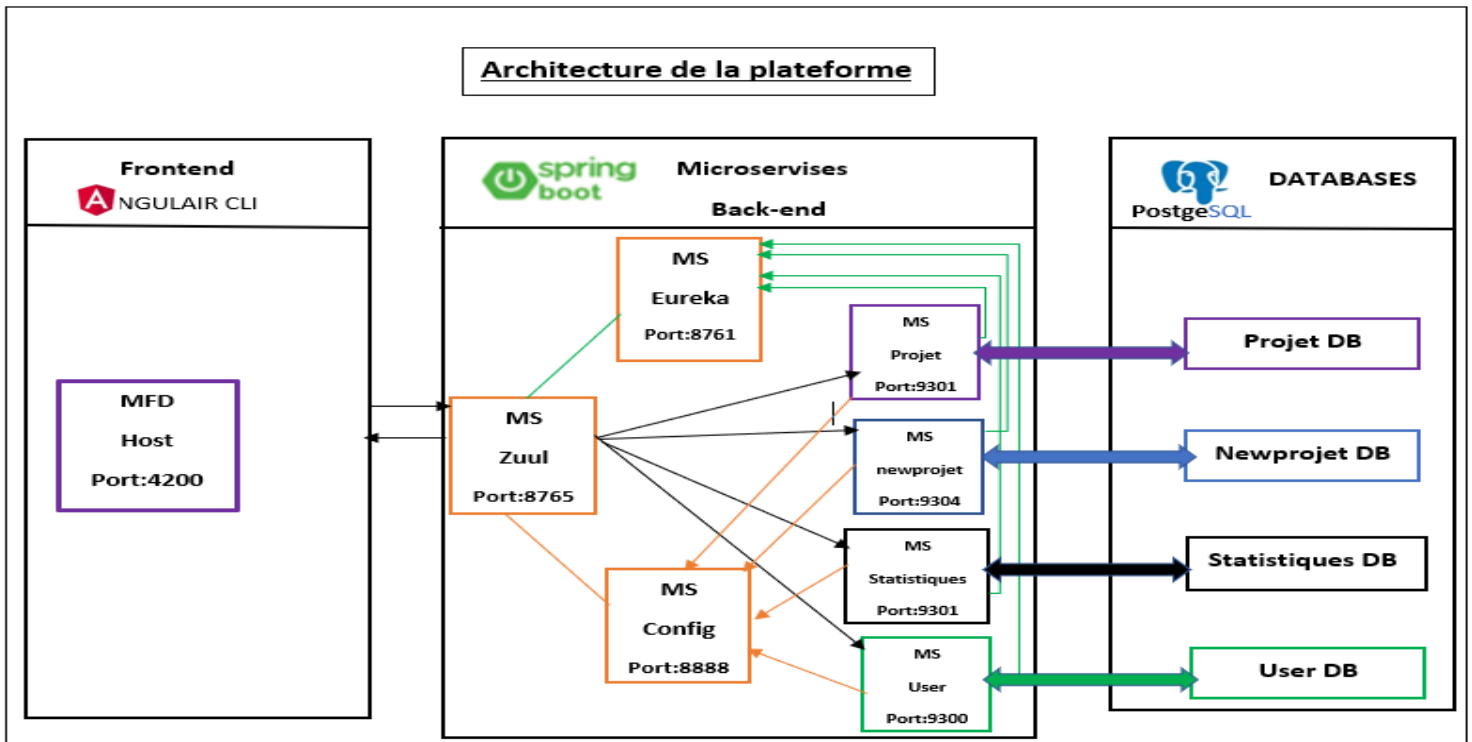 Architecture de la plateforme
Frontend
ANGULAIR CLI
MFD
Host
Port:4200
spring
boot
Microservises
Back-end
MS
Eureka
Port:8761
MS
Zuul
Port:8765
MS
Config
Port:8888
MS
Projet
Port:9301
MS
newprojet
Port:9304
MS
Statistiques
Port:9301
MS
User
Port:9300
PostgeSQL
DATABASES
Projet DB
Newprojet DB
Statistiques DB
User DB